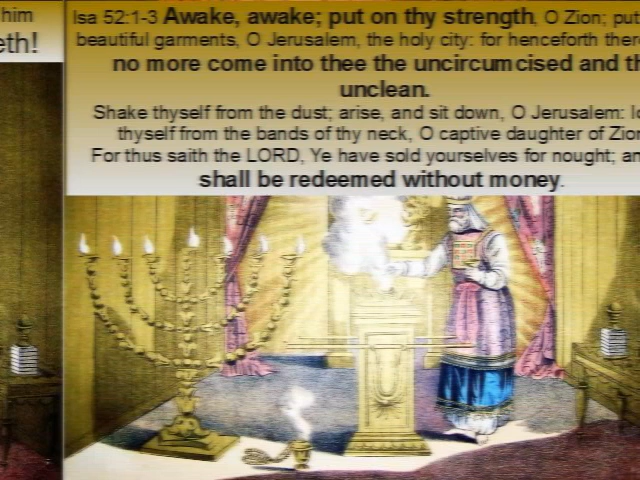 him
eth!
Isa 52:1-3 Awake, awake; put on thy strength, O Zion; put
beautiful garments, O Jerusalem, the holy city: for henceforth there
no more come into thee the uncircumcised and th
unclean.
Shake thyself from the dust; arise, and sit down, O Jerusalem: lo
thyself from the bands of thy neck, O captive daughter of Zion
For thus saith the LORD, Ye have sold yourselves for nought; an
shall be redeemed without money.